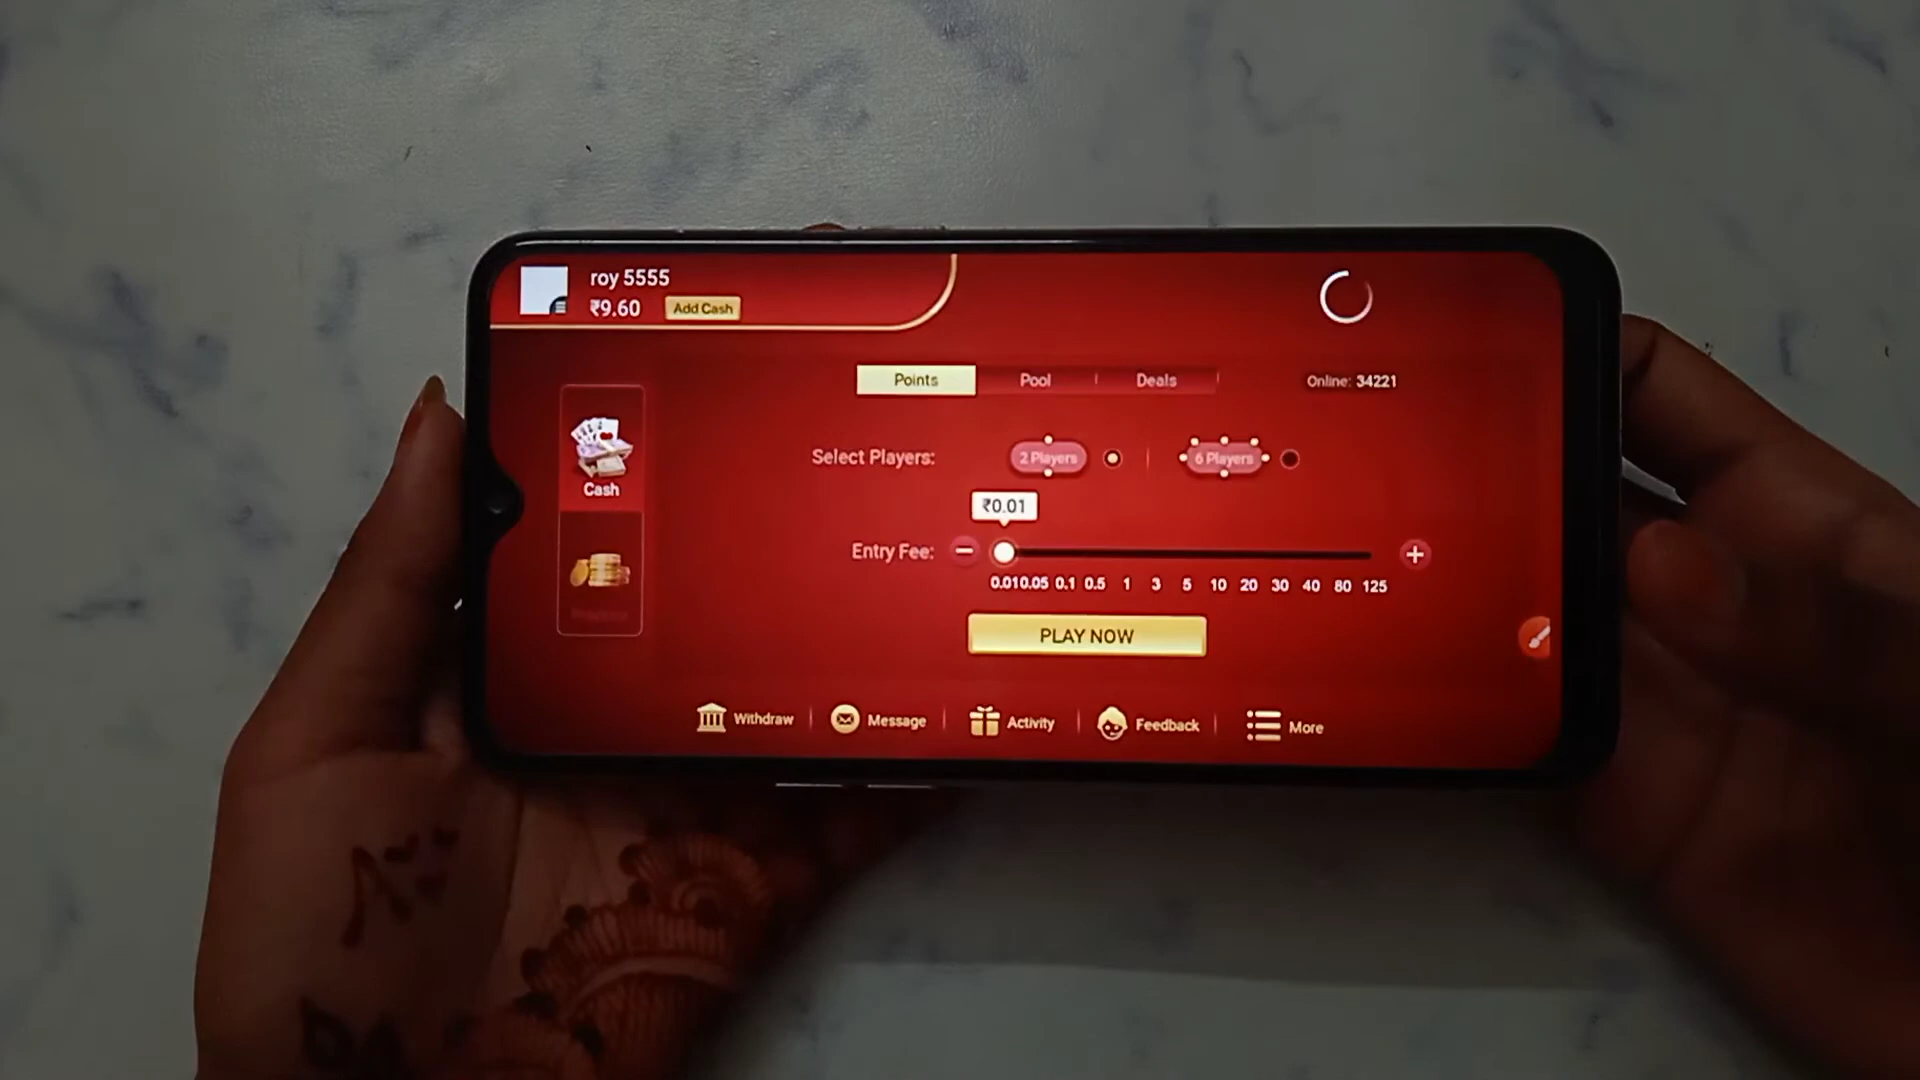 roy 5555
₹9.60 Add Cash
Points Pool Deals Online: 34221
Select Players: 2 Players 6 Players
Cash
₹0.01
Entry Fee:
0.01 0.05 0.1 0.5 1 3 5 10 20 30 40 80 125
PLAY NOW
Withdraw Message Activity Feedback More
A